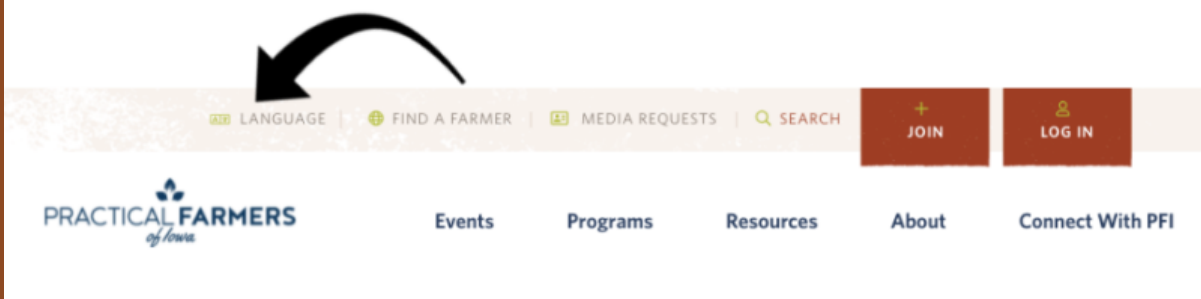 LANGUAGE | FIND A FARMER | MEDIA REQUESTS | SEARCH
JOIN
LOG IN
PRACTICAL FARMERS
of Iowa
Events Programs Resources About Connect With PFI